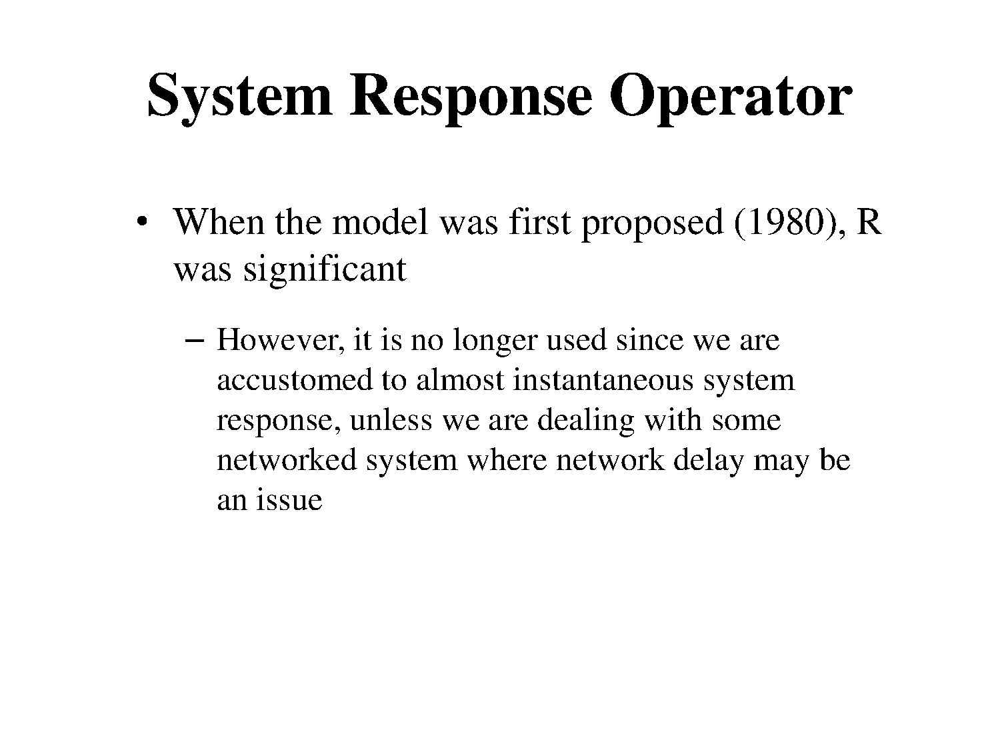 System Response Operator
• When the model was first proposed (1980), R
was significant
– However, it is no longer used since we are
accustomed to almost instantaneous system
response, unless we are dealing with some
networked system where network delay may be
an issue